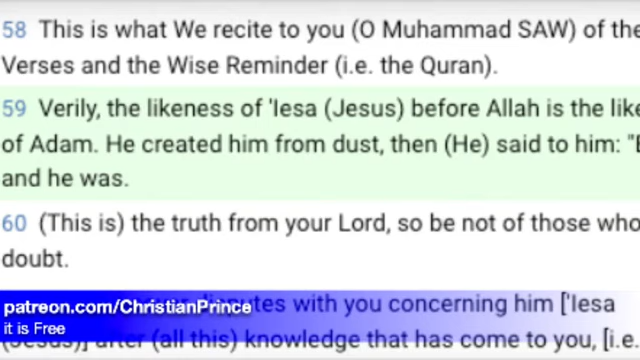 58 This is what We recite to you (O Muhammad SAW) of the
Verses and the Wise Reminder (i.e. the Quran).
59 Verily, the likeness of 'Iesa (Jesus) before Allah is the like
of Adam. He created him from dust, then (He) said to him: "
and he was.
60 (This is) the truth from your Lord, so be not of those who
doubt.
with you concerning him ['Iesa
patreon.com/ChristianPrince
it is Free
(all this) knowledge that has come to you, [i.e.